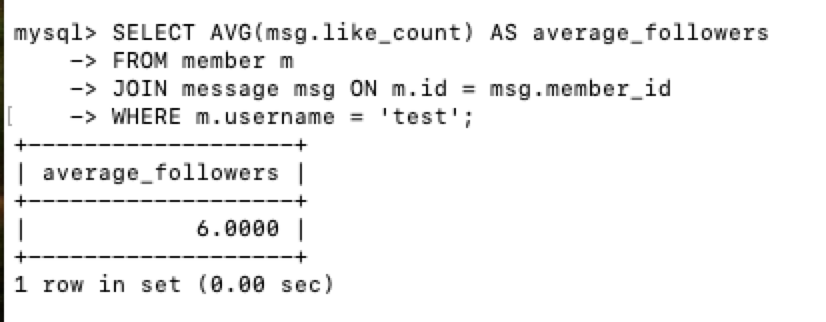 mysql> SELECT AVG(msg.like_count) AS average_followers
    -> FROM member m
    -> JOIN message msg ON m.id = msg.member_id
[    -> WHERE m.username = 'test';
+-------------------+
| average_followers |
+-------------------+
|            6.0000 |
+-------------------+
1 row in set (0.00 sec)